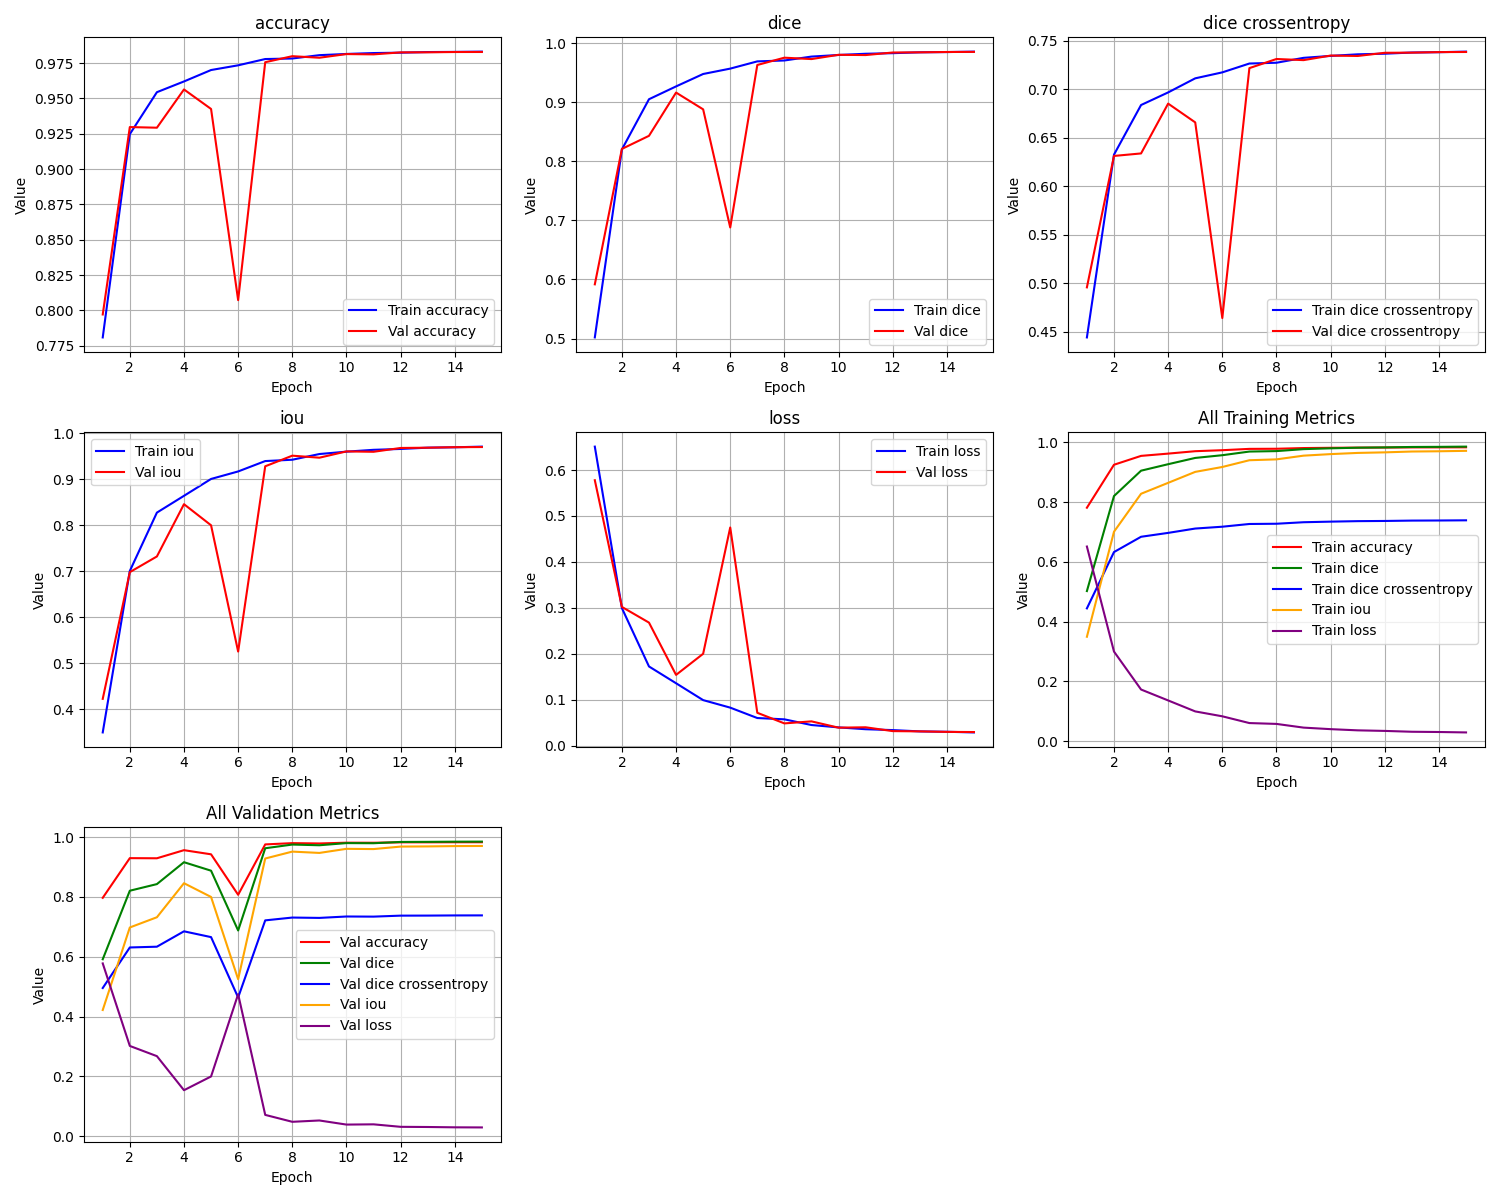 accuracy
Value
0.975
0.950
0.925
0.900
0.875
0.850
0.825
0.800
0.775
Train accuracy
Val accuracy
2 4 6 8 10 12 14
Epoch
dice
Value
1.0
0.9
0.8
0.7
0.6
0.5
Train dice
Val dice
2 4 6 8 10 12 14
Epoch
dice crossentropy
Value
0.75
0.70
0.65
0.60
0.55
0.50
0.45
Train dice crossentropy
Val dice crossentropy
2 4 6 8 10 12 14
Epoch
iou
Value
1.0
0.9
0.8
0.7
0.6
0.5
0.4
Train iou
Val iou
2 4 6 8 10 12 14
Epoch
loss
Value
0.6
0.5
0.4
0.3
0.2
0.1
0.0
Train loss
Val loss
2 4 6 8 10 12 14
Epoch
All Training Metrics
Value
1.0
0.8
0.6
0.4
0.2
0.0
Train accuracy
Train dice
Train dice crossentropy
Train iou
Train loss
2 4 6 8 10 12 14
Epoch
All Validation Metrics
Value
1.0
0.8
0.6
0.4
0.2
0.0
Val accuracy
Val dice
Val dice crossentropy
Val iou
Val loss
2 4 6 8 10 12 14
Epoch